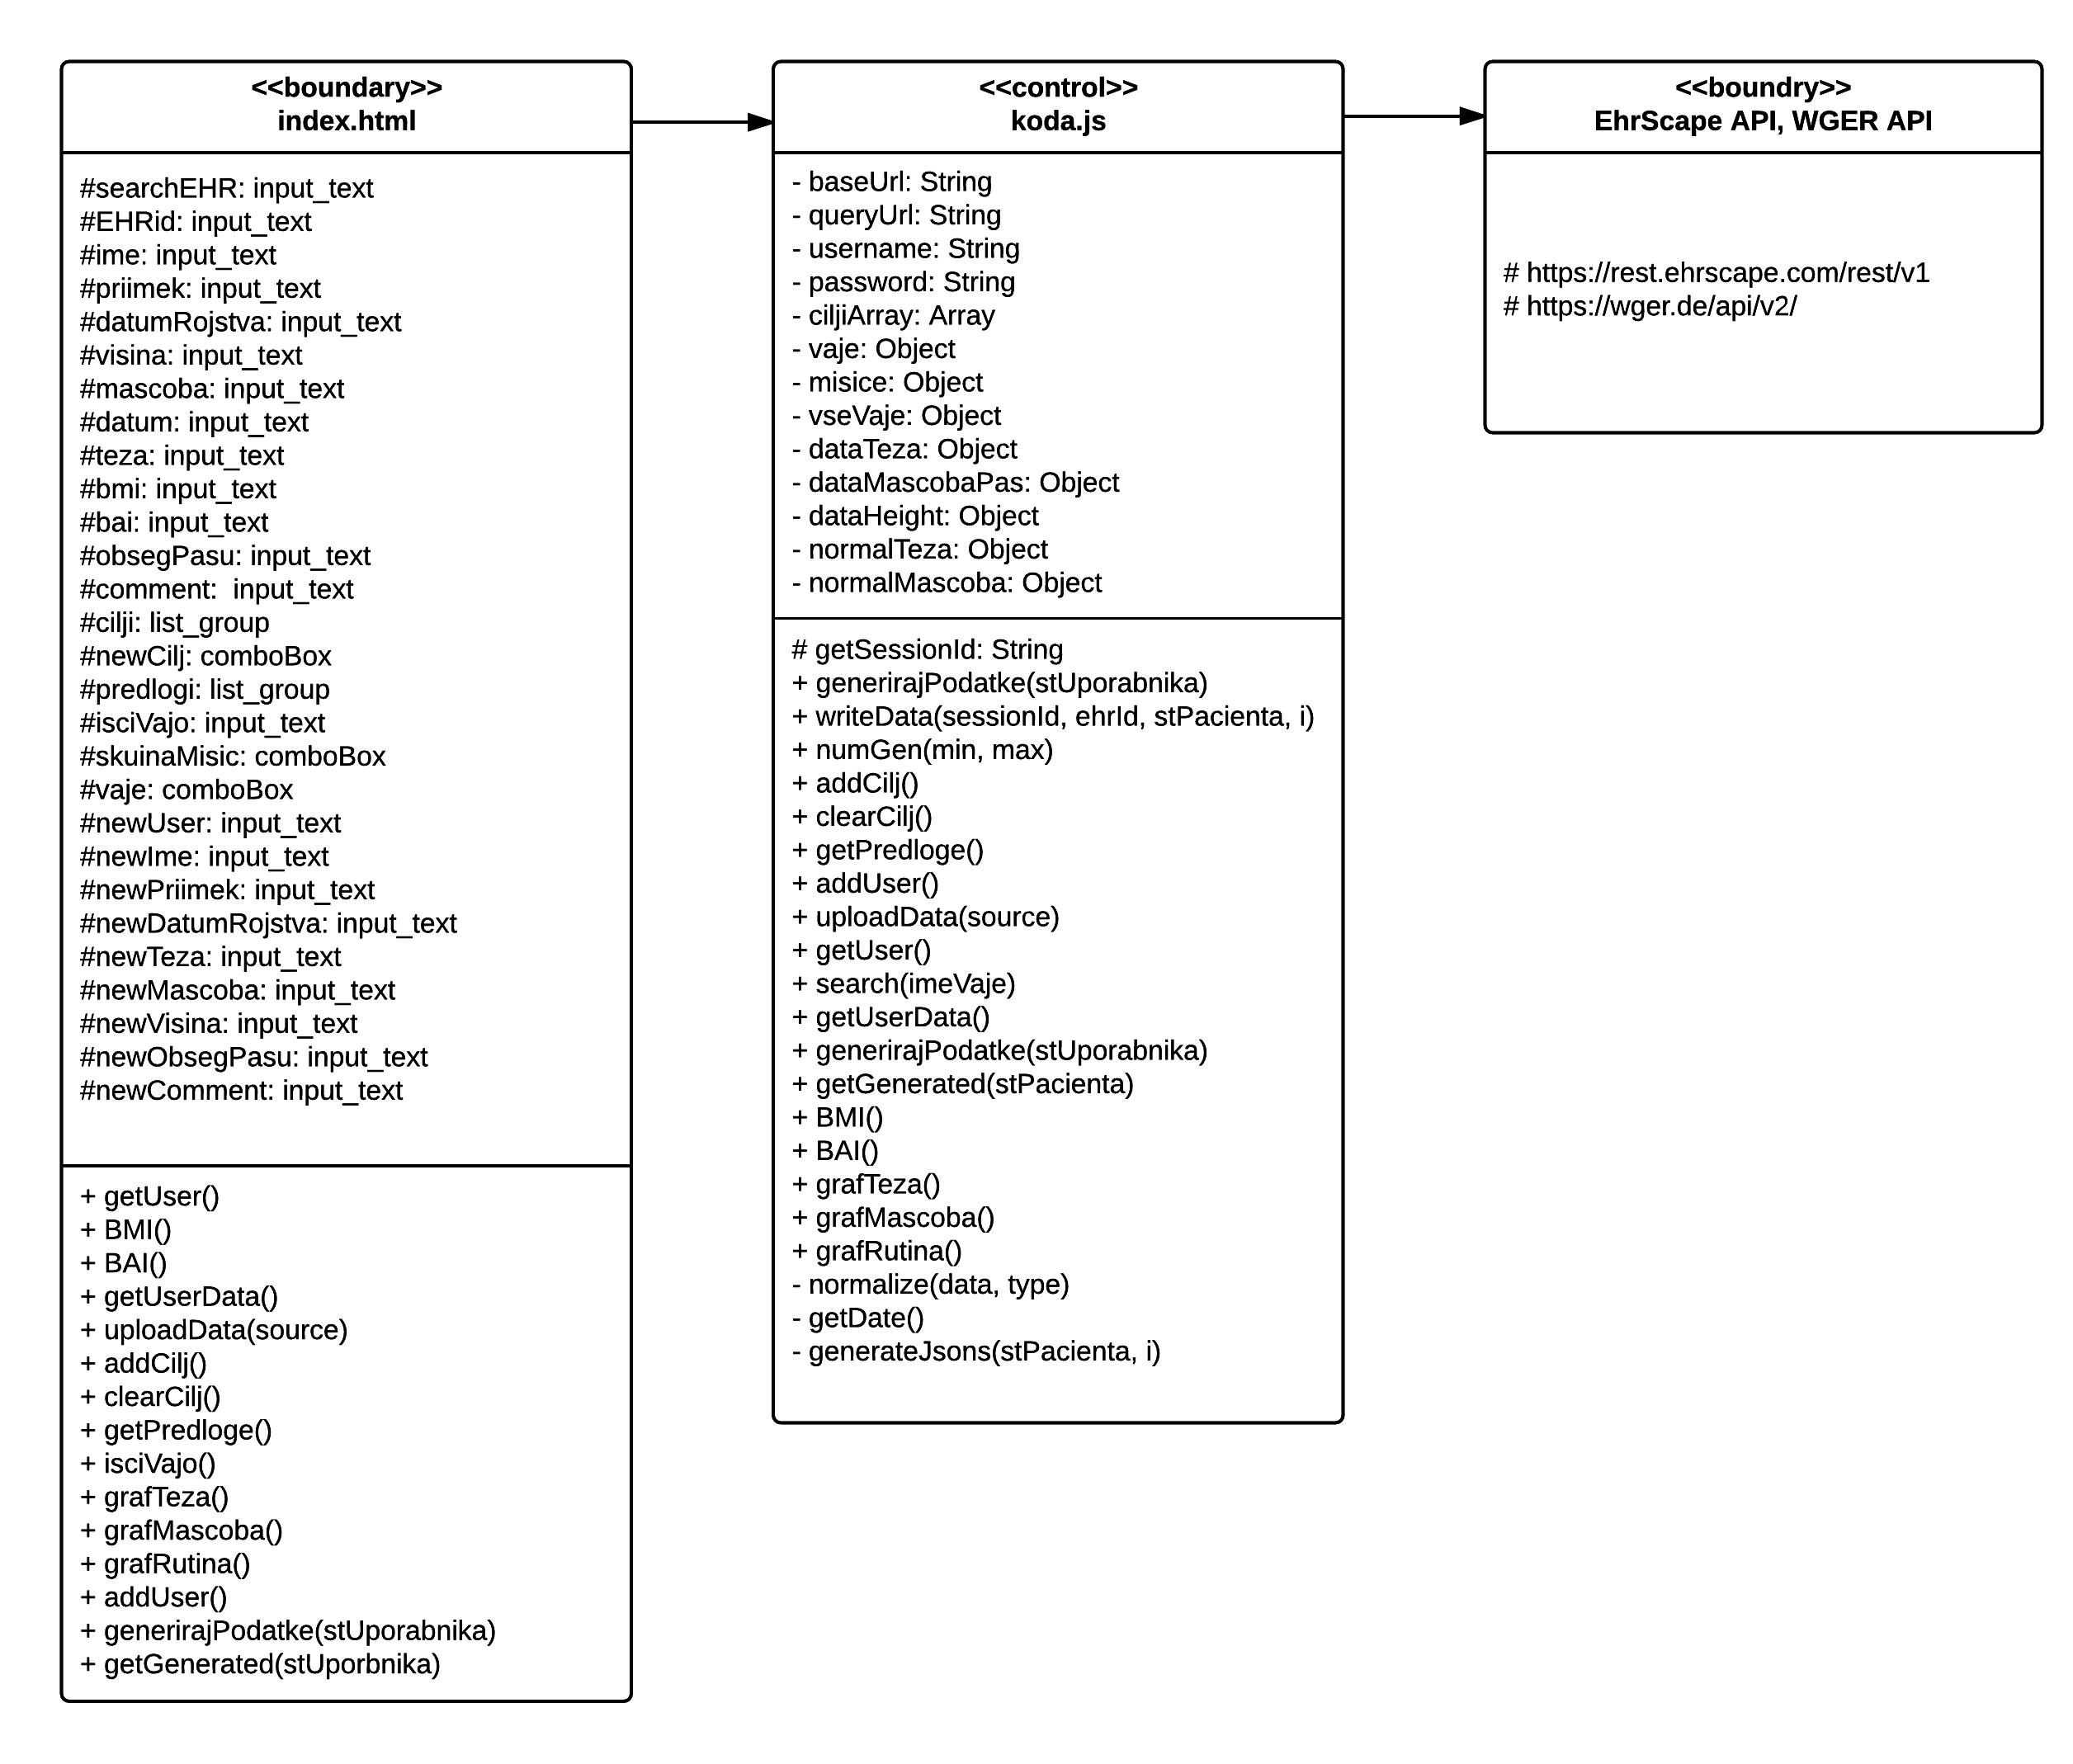 <<boundary>>
index.html
#searchEHR: input_text
#EHRid: input_text
#ime: input_text
#priimek: input_text
#datumRojstva: input_text
#visina: input_text
#mascoba: input_text
#datum: input_text
#teza: input_text
#bmi: input_text
#bai: input_text
#obsegPasu: input_text
#comment:  input_text
#cilji: list_group
#newCilj: comboBox
#predlogi: list_group
#isciVajo: input_text
#skuinaMisic: comboBox
#vaje: comboBox
#newUser: input_text
#newIme: input_text
#newPriimek: input_text
#newDatumRojstva: input_text
#newTeza: input_text
#newMascoba: input_text
#newVisina: input_text
#newObsegPasu: input_text
#newComment: input_text
+ getUser()
+ BMI()
+ BAI()
+ getUserData()
+ uploadData(source)
+ addCilj()
+ clearCilj()
+ getPredloge()
+ isciVajo()
+ grafTeza()
+ grafMascoba()
+ grafRutina()
+ addUser()
+ generirajPodatke(stUporabnika)
+ getGenerated(stUporbnika)
<<control>>
koda.js
- baseUrl: String
- queryUrl: String
- username: String
- password: String
- ciljiArray: Array
- vaje: Object
- misice: Object
- vseVaje: Object
- dataTeza: Object
- dataMascobaPas: Object
- dataHeight: Object
- normalTeza: Object
- normalMascoba: Object
# getSessionId: String
+ generirajPodatke(stUporabnika)
+ writeData(sessionId, ehrId, stPacienta, i)
+ numGen(min, max)
+ addCilj()
+ clearCilj()
+ getPredloge()
+ addUser()
+ uploadData(source)
+ getUser()
+ search(imeVaje)
+ getUserData()
+ generirajPodatke(stUporabnika)
+ getGenerated(stPacienta)
+ BMI()
+ BAI()
+ grafTeza()
+ grafMascoba()
+ grafRutina()
- normalize(data, type)
- getDate()
- generateJsons(stPacienta, i)
<<boundry>>
EhrScape API, WGER API
# https://rest.ehrscape.com/rest/v1
# https://wger.de/api/v2/